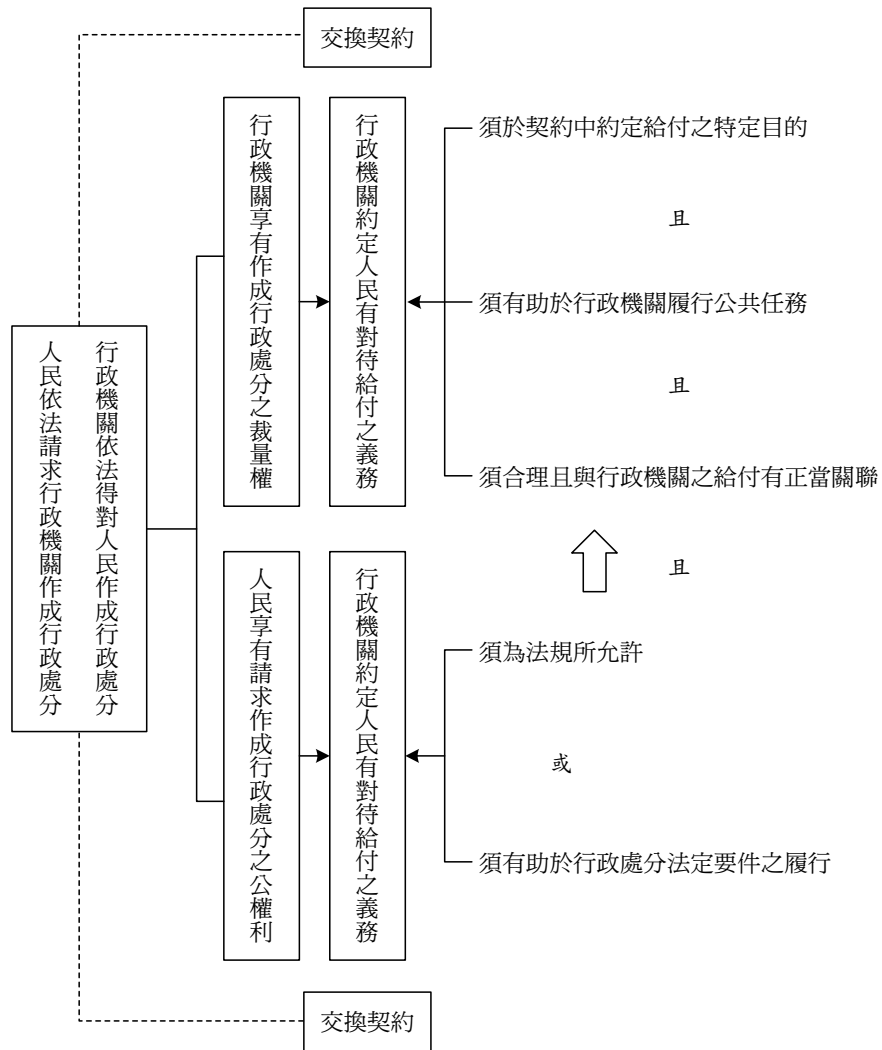 交換契約
行政機關依法得對人民作成行政處分
人民依法請求行政機關作成行政處分
行政機關享有作成行政處分之裁量權
行政機關約定人民有對待給付之義務
須於契約中約定給付之特定目的
且
須有助於行政機關履行公共任務
且
須合理且與行政機關之給付有正當關聯
且
人民享有請求作成行政處分之公權利
行政機關約定人民有對待給付之義務
須為法規所允許
或
須有助於行政處分法定要件之履行
交換契約